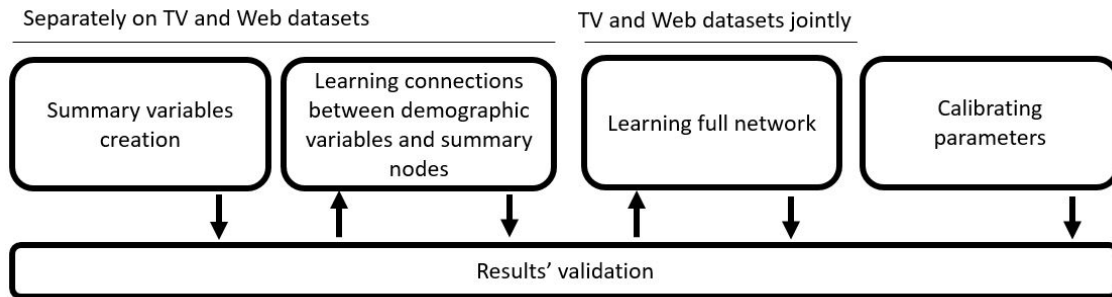 Separately on TV and Web datasets
TV and Web datasets jointly
Summary variables
creation
Learning connections
between demographic
variables and summary
nodes
Learning full network
Calibrating
parameters
Results' validation